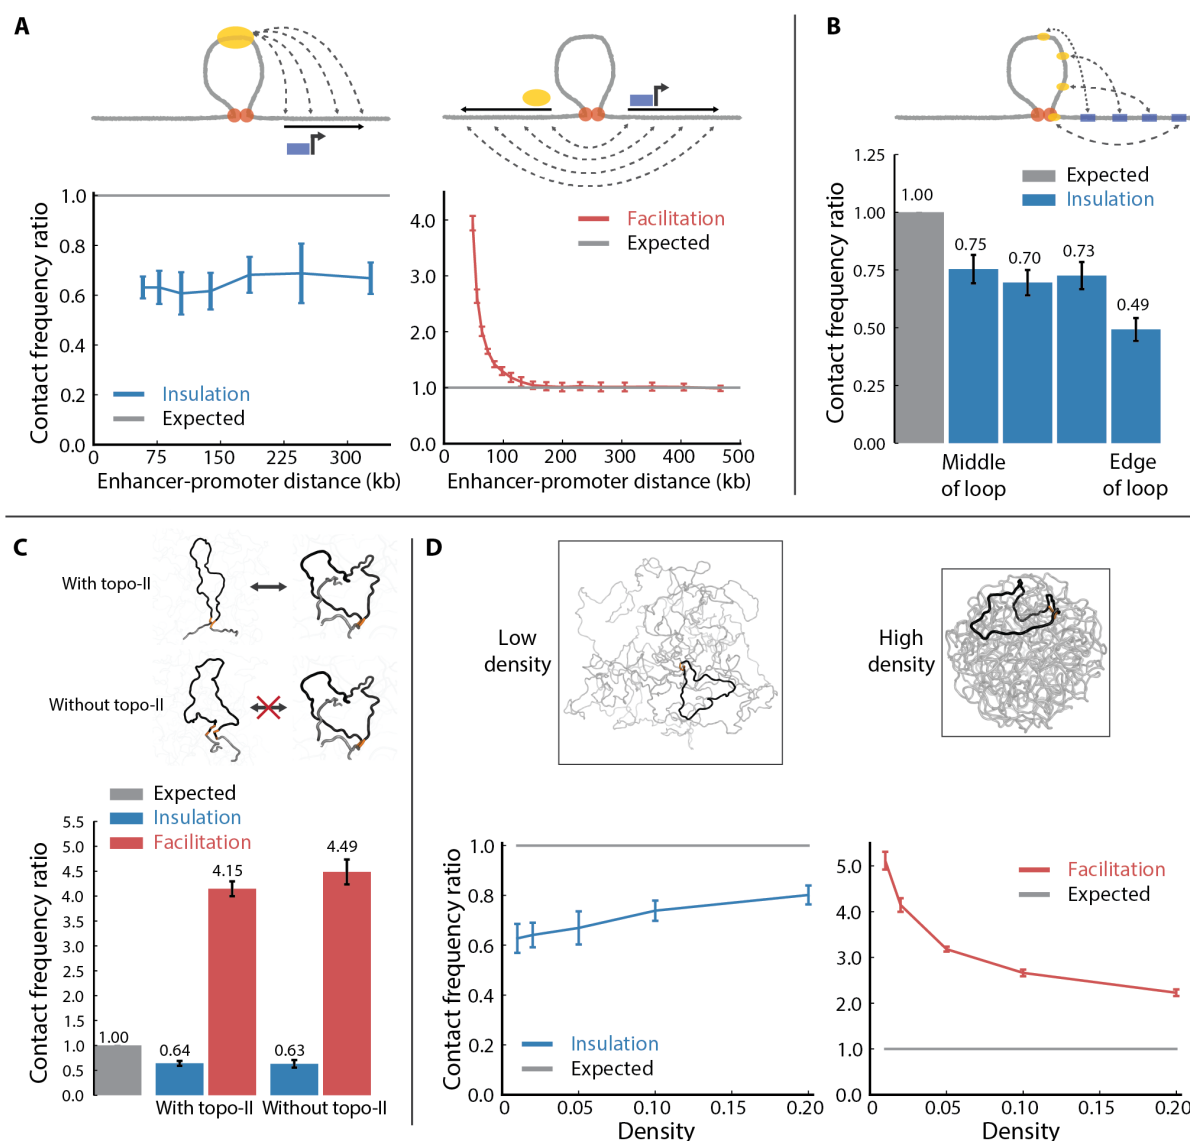 A
Contact frequency ratio
1.0
0.8
0.6
0.4
0.2
0.0
Insulation
Expected
0
75
150
225
300
Enhancer-promoter distance (kb)
4.0
3.0
2.0
1.0
0.0
Facilitation
Expected
0
100
200
300
400
500
Enhancer-promoter distance (kb)
B
Contact frequency ratio
1.25
1.00
0.75
0.50
0.25
0.00
Expected
Insulation
1.00
0.75
0.70
0.73
0.49
Middle
of loop
Edge
of loop
C
With topo-II
Without topo-II
Expected
Insulation
Facilitation
Contact frequency ratio
5.5
5.0
4.5
4.0
3.5
3.0
2.5
2.0
1.5
1.0
0.5
0.0
1.00
0.64
4.15
0.63
4.49
With topo-II
Without topo-II
D
Low
density
High
density
Contact frequency ratio
1.0
0.8
0.6
0.4
0.2
0.0
Insulation
Expected
0
0.05
0.10
0.15
0.20
Density
5.0
4.0
3.0
2.0
1.0
0.0
Facilitation
Expected
0
0.05
0.10
0.15
0.20
Density